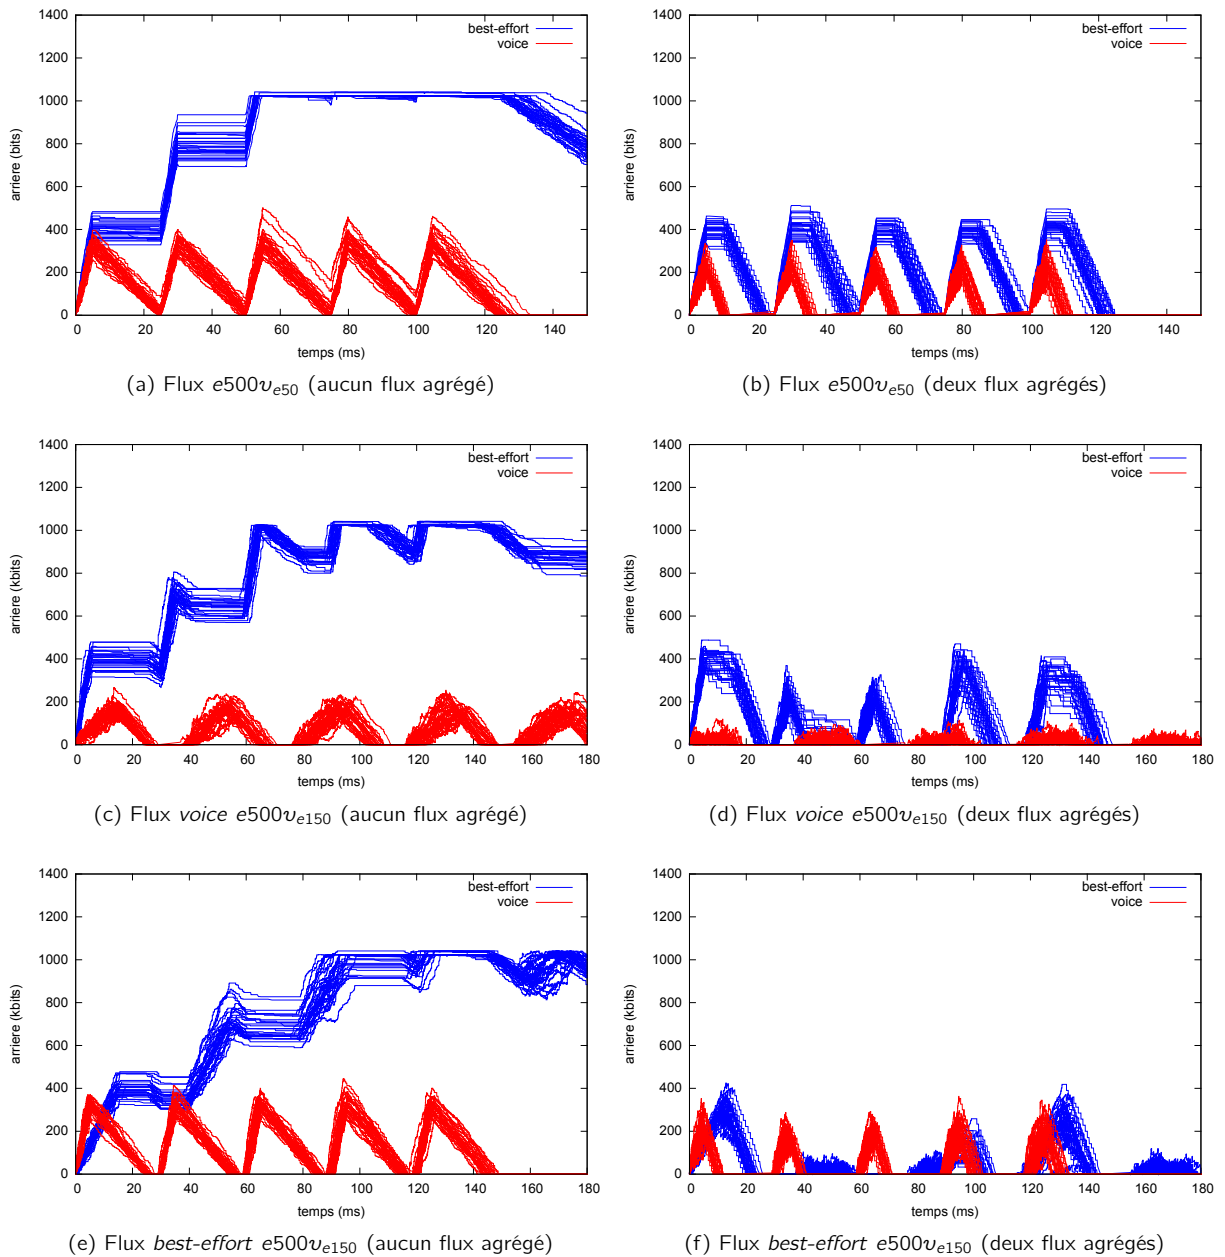 1400
1200
1000
800
600
400
200
0
arriere (bits)
best-effort
voice
0 20 40 60 80 100 120 140
temps (ms)
(a) Flux e500υe50 (aucun flux agrégé)
1400
1200
1000
800
600
400
200
0
arriere (bits)
best-effort
voice
0 20 40 60 80 100 120 140
temps (ms)
(b) Flux e500υe50 (deux flux agrégés)
1400
1200
1000
800
600
400
200
0
arriere (kbits)
best-effort
voice
0 20 40 60 80 100 120 140 160 180
temps (ms)
(c) Flux voice e500υe150 (aucun flux agrégé)
1400
1200
1000
800
600
400
200
0
arriere (kbits)
best-effort
voice
0 20 40 60 80 100 120 140 160 180
temps (ms)
(d) Flux voice e500υe150 (deux flux agrégés)
1400
1200
1000
800
600
400
200
0
arriere (kbits)
best-effort
voice
0 20 40 60 80 100 120 140 160 180
temps (ms)
(e) Flux best-effort e500υe150 (aucun flux agrégé)
1400
1200
1000
800
600
400
200
0
arriere (kbits)
best-effort
voice
0 20 40 60 80 100 120 140 160 180
temps (ms)
(f) Flux best-effort e500υe150 (deux flux agrégés)